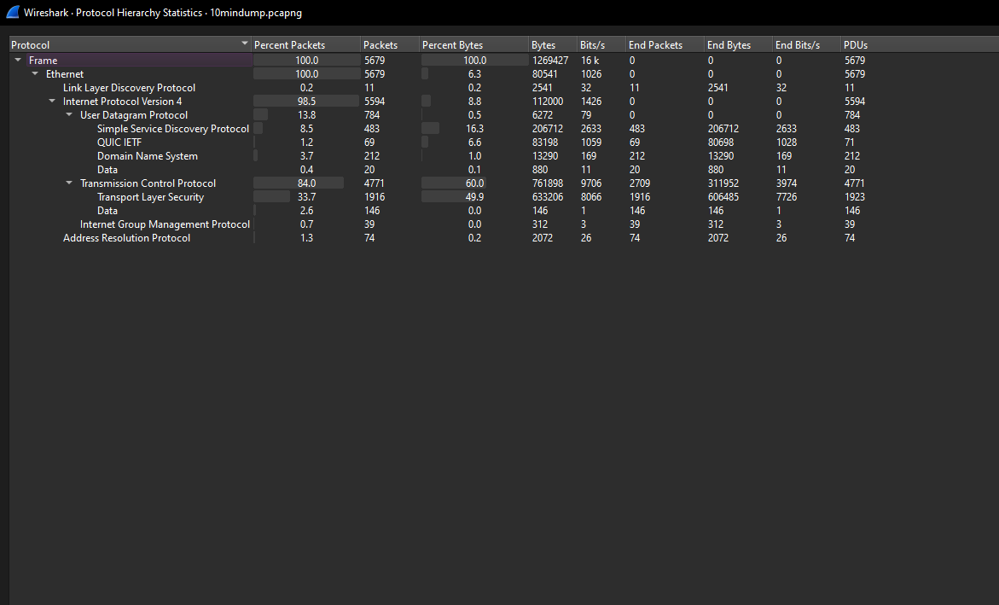 Wireshark · Protocol Hierarchy Statistics · 10mindump.pcapng
Protocol Percent Packets Packets Percent Bytes Bytes Bits/s End Packets End Bytes End Bits/s PDUs
Frame 100.0 5679 100.0 1269427 16 k 0 0 0 5679
Ethernet 100.0 5679 6.3 80541 1026 0 0 0 5679
Link Layer Discovery Protocol 0.2 11 0.2 2541 32 11 2541 32 11
Internet Protocol Version 4 98.5 5594 8.8 112000 1426 0 0 0 5594
User Datagram Protocol 13.8 784 0.5 6272 79 0 0 0 784
Simple Service Discovery Protocol 8.5 483 16.3 206712 2633 483 206712 2633 483
QUIC IETF 1.2 69 6.6 83198 1059 69 80698 1028 71
Domain Name System 3.7 212 1.0 13290 169 212 13290 169 212
Data 0.4 20 0.1 880 11 20 880 11 20
Transmission Control Protocol 84.0 4771 60.0 761898 9706 2709 311952 3974 4771
Transport Layer Security 33.7 1916 49.9 633206 8066 1916 606485 7726 1923
Data 2.6 146 0.0 146 1 146 146 1 146
Internet Group Management Protocol 0.7 39 0.0 312 3 39 312 3 39
Address Resolution Protocol 1.3 74 0.2 2072 26 74 2072 26 74